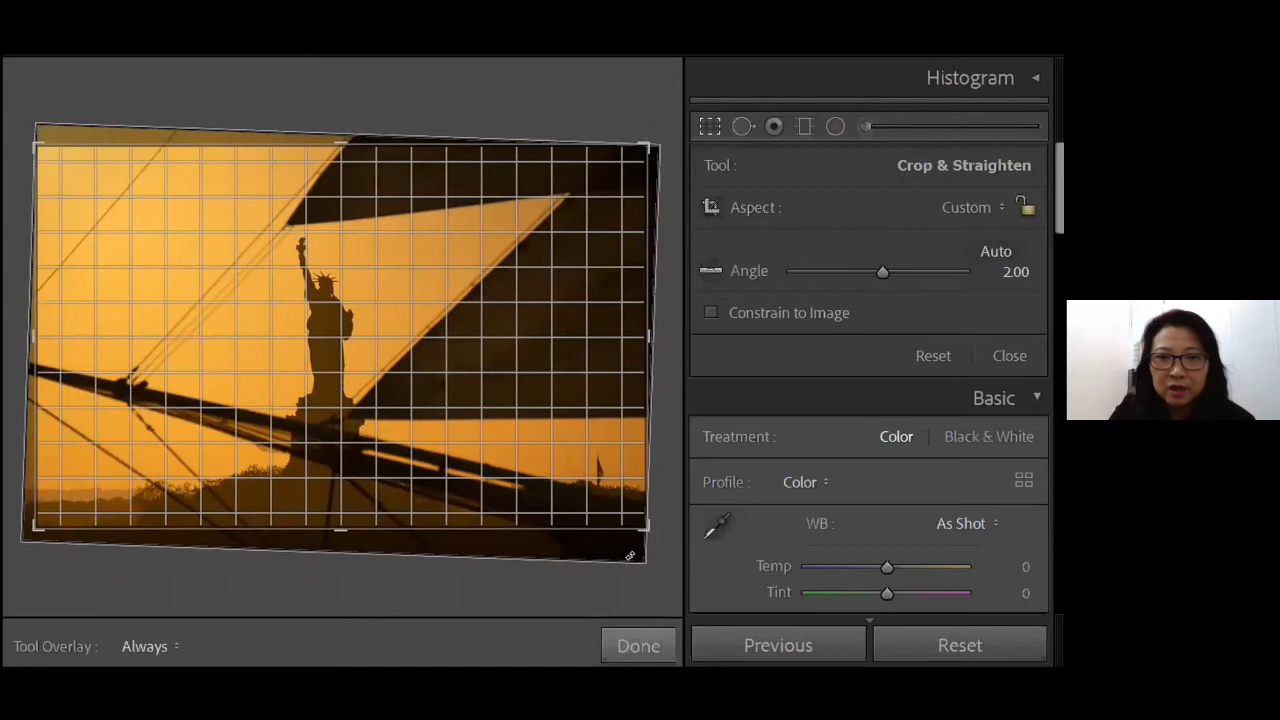 Histogram
Tool : Crop & Straighten
Aspect : Custom
Auto
Angle 2.00
Constrain to Image
Reset Close
Basic
Treatment : Color Black & White
Profile : Color
WB : As Shot
Temp 0
Tint 0
Tool Overlay : Always Done Previous Reset